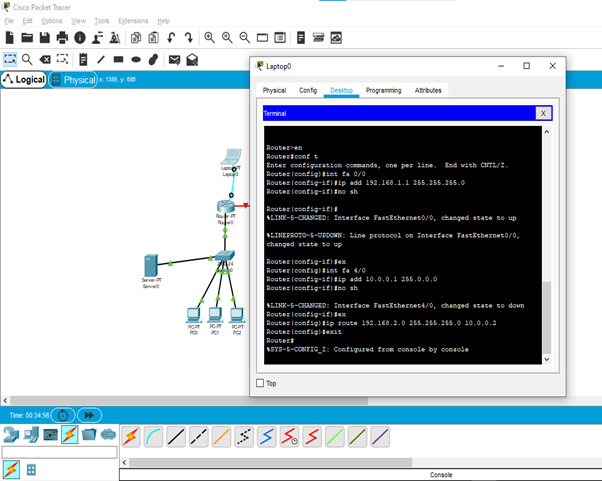 Cisco Packet Tracer
File Edit Options View Tools Extensions Help
Logical
Physical x: 1389, y: 686
Laptop0
Physical Config Desktop Programming Attributes
Terminal X
Router>en
Router#conf t
Enter configuration commands, one per line. End with CNTL/Z.
Router(config)#int fa 0/0
Router(config-if)#ip add 192.168.1.1 255.255.255.0
Router(config-if)#no sh
Router(config-if)#
%LINK-5-CHANGED: Interface FastEthernet0/0, changed state to up
%LINEPROTO-5-UPDOWN: Line protocol on Interface FastEthernet0/0,
changed state to up
Router(config-if)#ex
Router(config)#int fa 4/0
Router(config-if)#ip add 10.0.0.1 255.0.0.0
Router(config-if)#no sh
%LINK-5-CHANGED: Interface FastEthernet4/0, changed state to down
Router(config-if)#ex
Router(config)#ip route 192.168.2.0 255.255.255.0 10.0.0.2
Router(config)#exit
Router#
%SYS-5-CONFIG_I: Configured from console by console
Top
Laptop-PT
Laptop0
Router-PT
Router0
Server-PT
Server0
PC-PT
PC0
PC-PT
PC1
PC-PT
PC2
Time: 00:34:56
Console